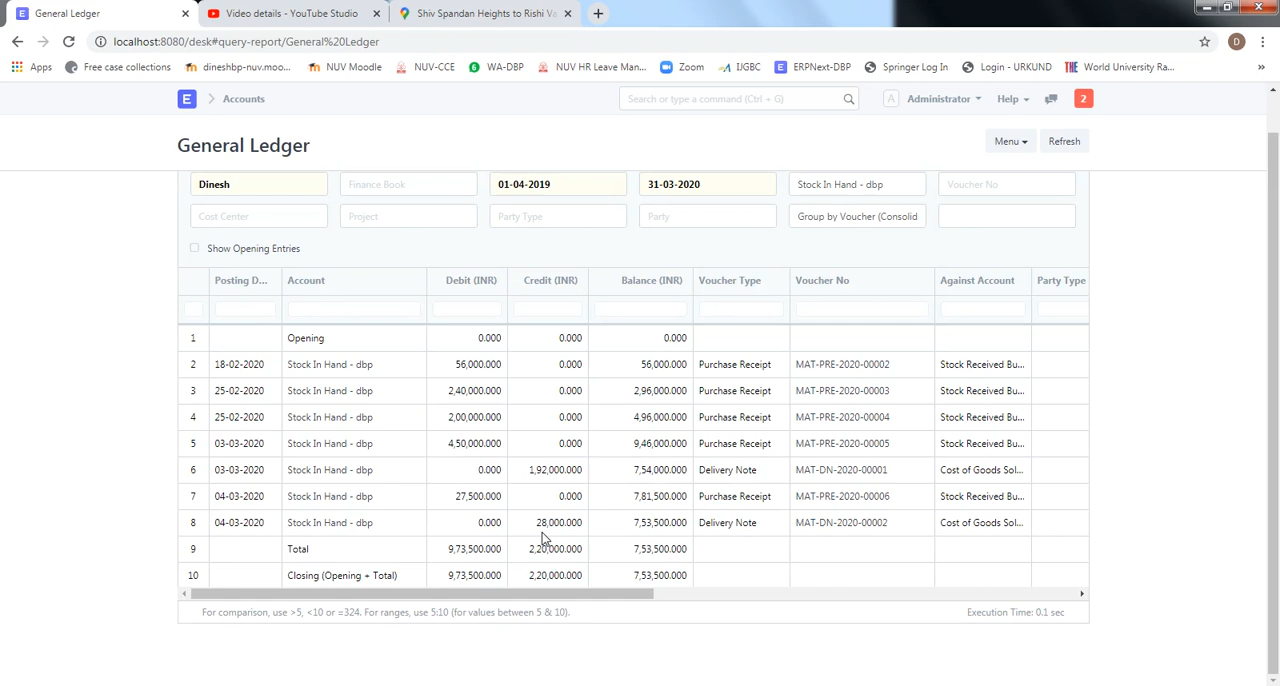 General Ledger
Video details - YouTube Studio
Shiv Spandan Heights to Rishi Va
localhost:8080/desk#query-report/General%20Ledger
D
Apps
Free case collections
dineshbp-nuv.moo...
NUV Moodle
NUV-CCE
6
WA-DBP
NUV HR Leave Man...
Zoom
IJGBC
E
ERPNext-DBP
Springer Log In
Login - URKUND
THE
World University Ra...
»
E
Accounts
Search or type a command (Ctrl + G)
A
Administrator
Help
2
General Ledger
Menu
Refresh
Dinesh
Finance Book
01-04-2019
31-03-2020
Stock In Hand - dbp
Voucher No
Cost Center
Project
Party Type
Party
Group by Voucher (Consolid
Show Opening Entries
Posting D... Account Debit (INR) Credit (INR) Balance (INR) Voucher Type Voucher No Against Account Party Type
1 Opening 0.000 0.000 0.000
2 18-02-2020 Stock In Hand - dbp 56,000.000 0.000 56,000.000 Purchase Receipt MAT-PRE-2020-00002 Stock Received Bu...
3 25-02-2020 Stock In Hand - dbp 2,40,000.000 0.000 2,96,000.000 Purchase Receipt MAT-PRE-2020-00003 Stock Received Bu...
4 25-02-2020 Stock In Hand - dbp 2,00,000.000 0.000 4,96,000.000 Purchase Receipt MAT-PRE-2020-00004 Stock Received Bu...
5 03-03-2020 Stock In Hand - dbp 4,50,000.000 0.000 9,46,000.000 Purchase Receipt MAT-PRE-2020-00005 Stock Received Bu...
6 03-03-2020 Stock In Hand - dbp 0.000 1,92,000.000 7,54,000.000 Delivery Note MAT-DN-2020-00001 Cost of Goods Sol...
7 04-03-2020 Stock In Hand - dbp 27,500.000 0.000 7,81,500.000 Purchase Receipt MAT-PRE-2020-00006 Stock Received Bu...
8 04-03-2020 Stock In Hand - dbp 0.000 28,000.000 7,53,500.000 Delivery Note MAT-DN-2020-00002 Cost of Goods Sol...
9 Total 9,73,500.000 2,20,000.000 7,53,500.000
10 Closing (Opening + Total) 9,73,500.000 2,20,000.000 7,53,500.000
For comparison, use >5, <10 or =324. For ranges, use 5:10 (for values between 5 & 10).
Execution Time: 0.1 sec